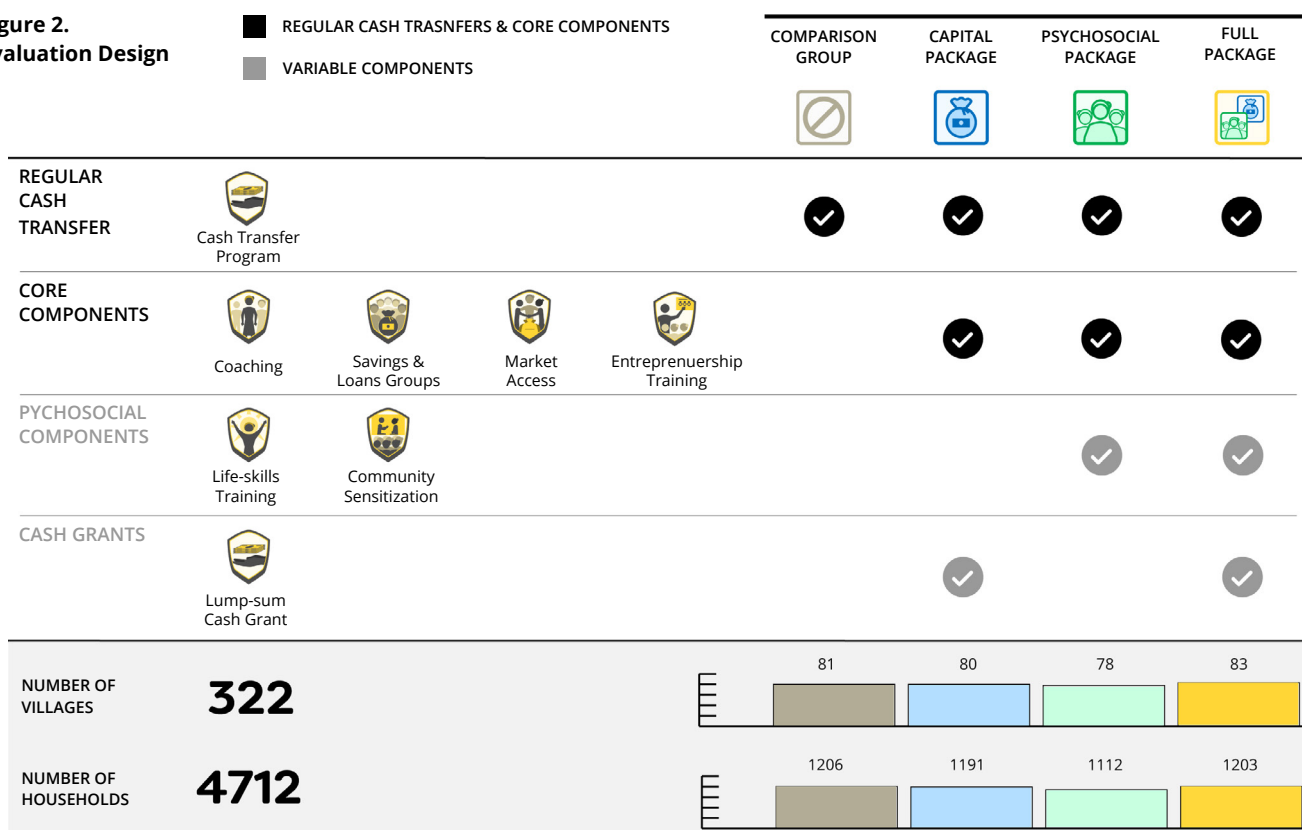 gure 2.
valuation Design
REGULAR CASH TRASNFERS & CORE COMPONENTS
VARIABLE COMPONENTS
COMPARISON
GROUP
CAPITAL
PACKAGE
PSYCHOSOCIAL
PACKAGE
FULL
PACKAGE
REGULAR
CASH
TRANSFER
Cash Transfer
Program
CORE
COMPONENTS
Coaching
Savings &
Loans Groups
Market
Access
Entreprenuership
Training
PYCHOSOCIAL
COMPONENTS
Life-skills
Training
Community
Sensitization
CASH GRANTS
Lump-sum
Cash Grant
NUMBER OF
VILLAGES
322
81 80 78 83
NUMBER OF
HOUSEHOLDS
4712
1206 1191 1112 1203